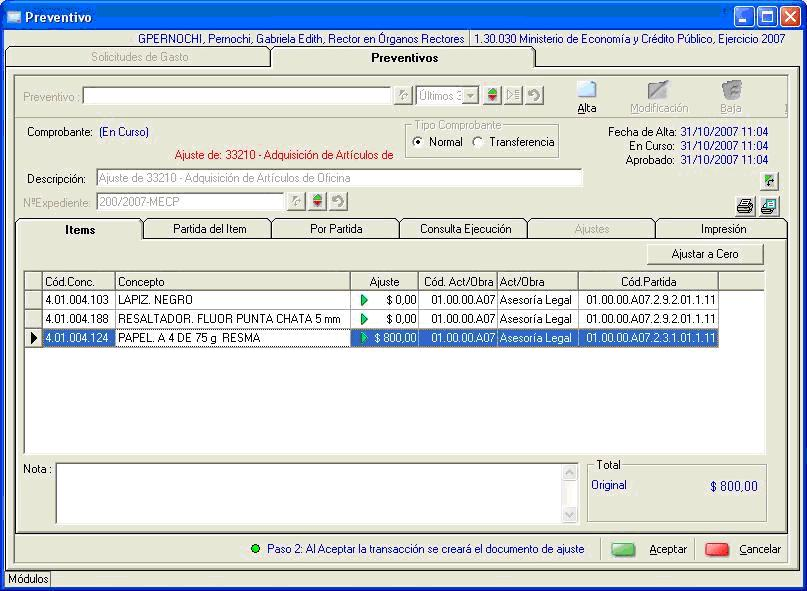 Preventivo
GPERNOCHI, Pernochi, Gabriela Edith, Rector en Órganos Rectores 1.30.030 Ministerio de Economía y Crédito Público, Ejercicio 2007
Solicitudes de Gasto Preventivos
Preventivo : Últimos 3 Alta Modificación Baja
Comprobante: (En Curso) Tipo Comprobante Fecha de Alta: 31/10/2007 11:04
Normal Transferencia En Curso: 31/10/2007 11:04
Ajuste de: 33210 - Adquisición de Artículos de Aprobado: 31/10/2007 11:04
Descripción: Ajuste de 33210 - Adquisición de Artículos de Oficina
NºExpediente: 200/2007-MECP
Items Partida del Item Por Partida Consulta Ejecución Ajustes Impresión
Ajustar a Cero
Cód.Conc. Concepto Ajuste Cód. Act/Obra Act/Obra Cód.Partida
4.01.004.103 LAPIZ. NEGRO $ 0,00 01.00.00.A07 Asesoría Legal 01.00.00.A07.2.9.2.01.1.11
4.01.004.188 RESALTADOR. FLUOR PUNTA CHATA 5 mm $ 0,00 01.00.00.A07 Asesoría Legal 01.00.00.A07.2.9.2.01.1.11
4.01.004.124 PAPEL. A 4 DE 75 g RESMA $ 800,00 01.00.00.A07 Asesoría Legal 01.00.00.A07.2.3.1.01.1.11
Nota : Total
Original $ 800,00
Paso 2: Al Aceptar la transacción se creará el documento de ajuste Aceptar Cancelar
Módulos